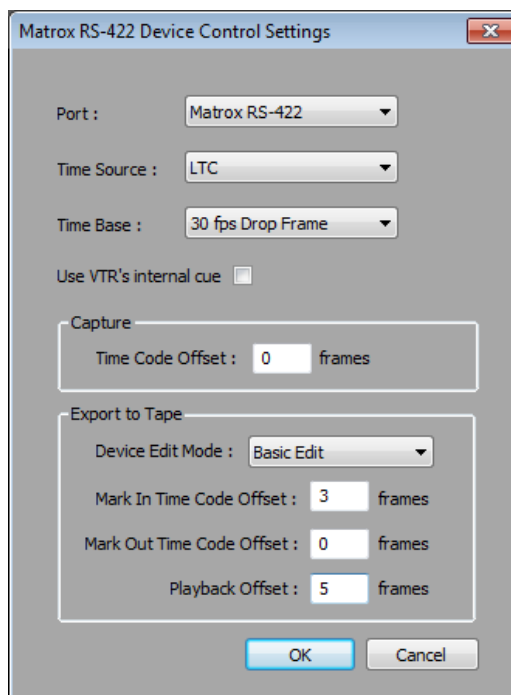 Matrox RS-422 Device Control Settings
Port : Matrox RS-422
Time Source : LTC
Time Base : 30 fps Drop Frame
Use VTR's internal cue
Capture
Time Code Offset : 0 frames
Export to Tape
Device Edit Mode : Basic Edit
Mark In Time Code Offset : 3 frames
Mark Out Time Code Offset : 0 frames
Playback Offset : 5 frames
OK Cancel